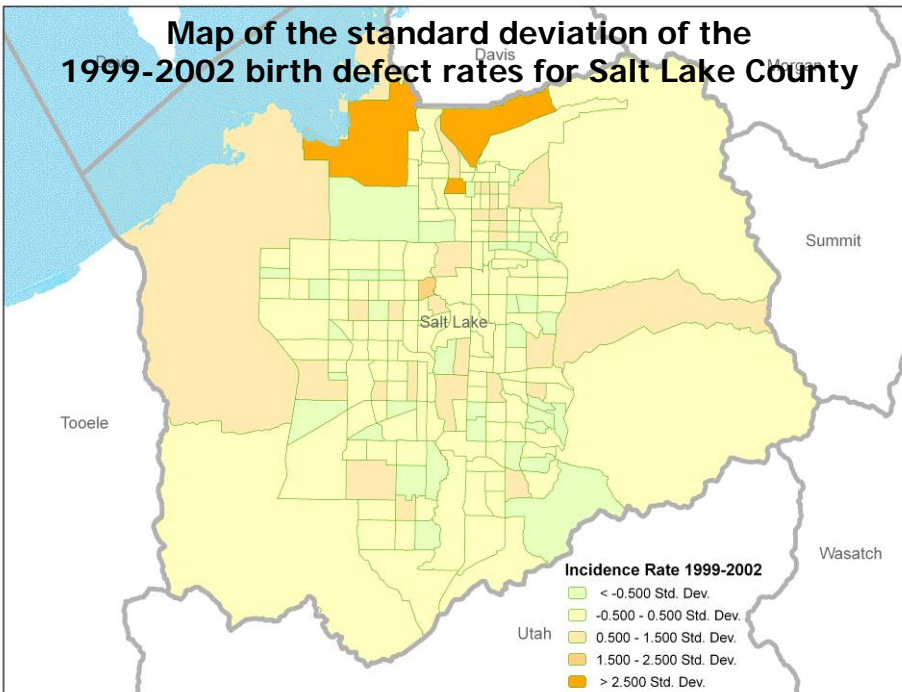 Map of the standard deviation of the
1999-2002 birth defect rates for Salt Lake County
Davis
Davis
Morgan
Summit
Salt Lake
Tooele
Wasatch
Utah
Incidence Rate 1999-2002
< -0.500 Std. Dev.
-0.500 - 0.500 Std. Dev.
0.500 - 1.500 Std. Dev.
1.500 - 2.500 Std. Dev.
> 2.500 Std. Dev.